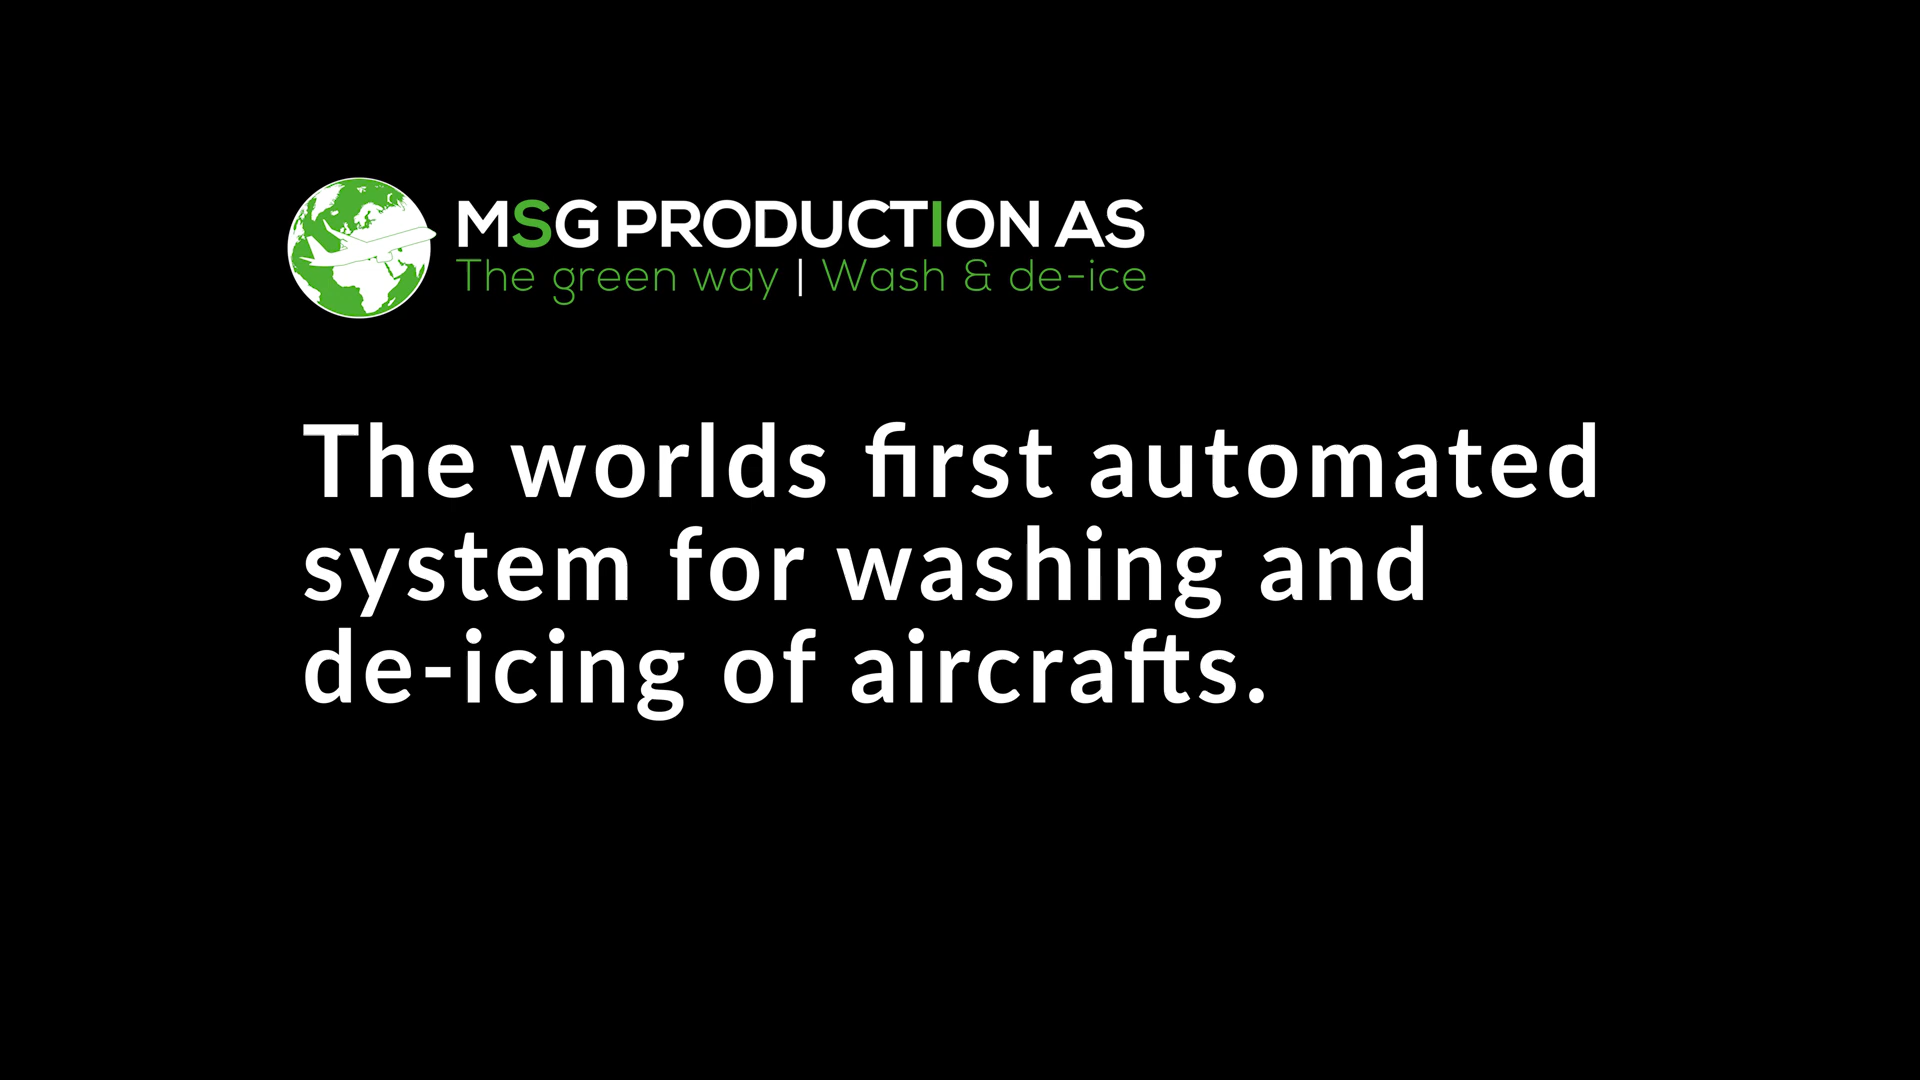 MSG PRODUCTION AS
The green way | Wash & de-ice
The worlds first automated
system for washing and
de-icing of aircrafts.